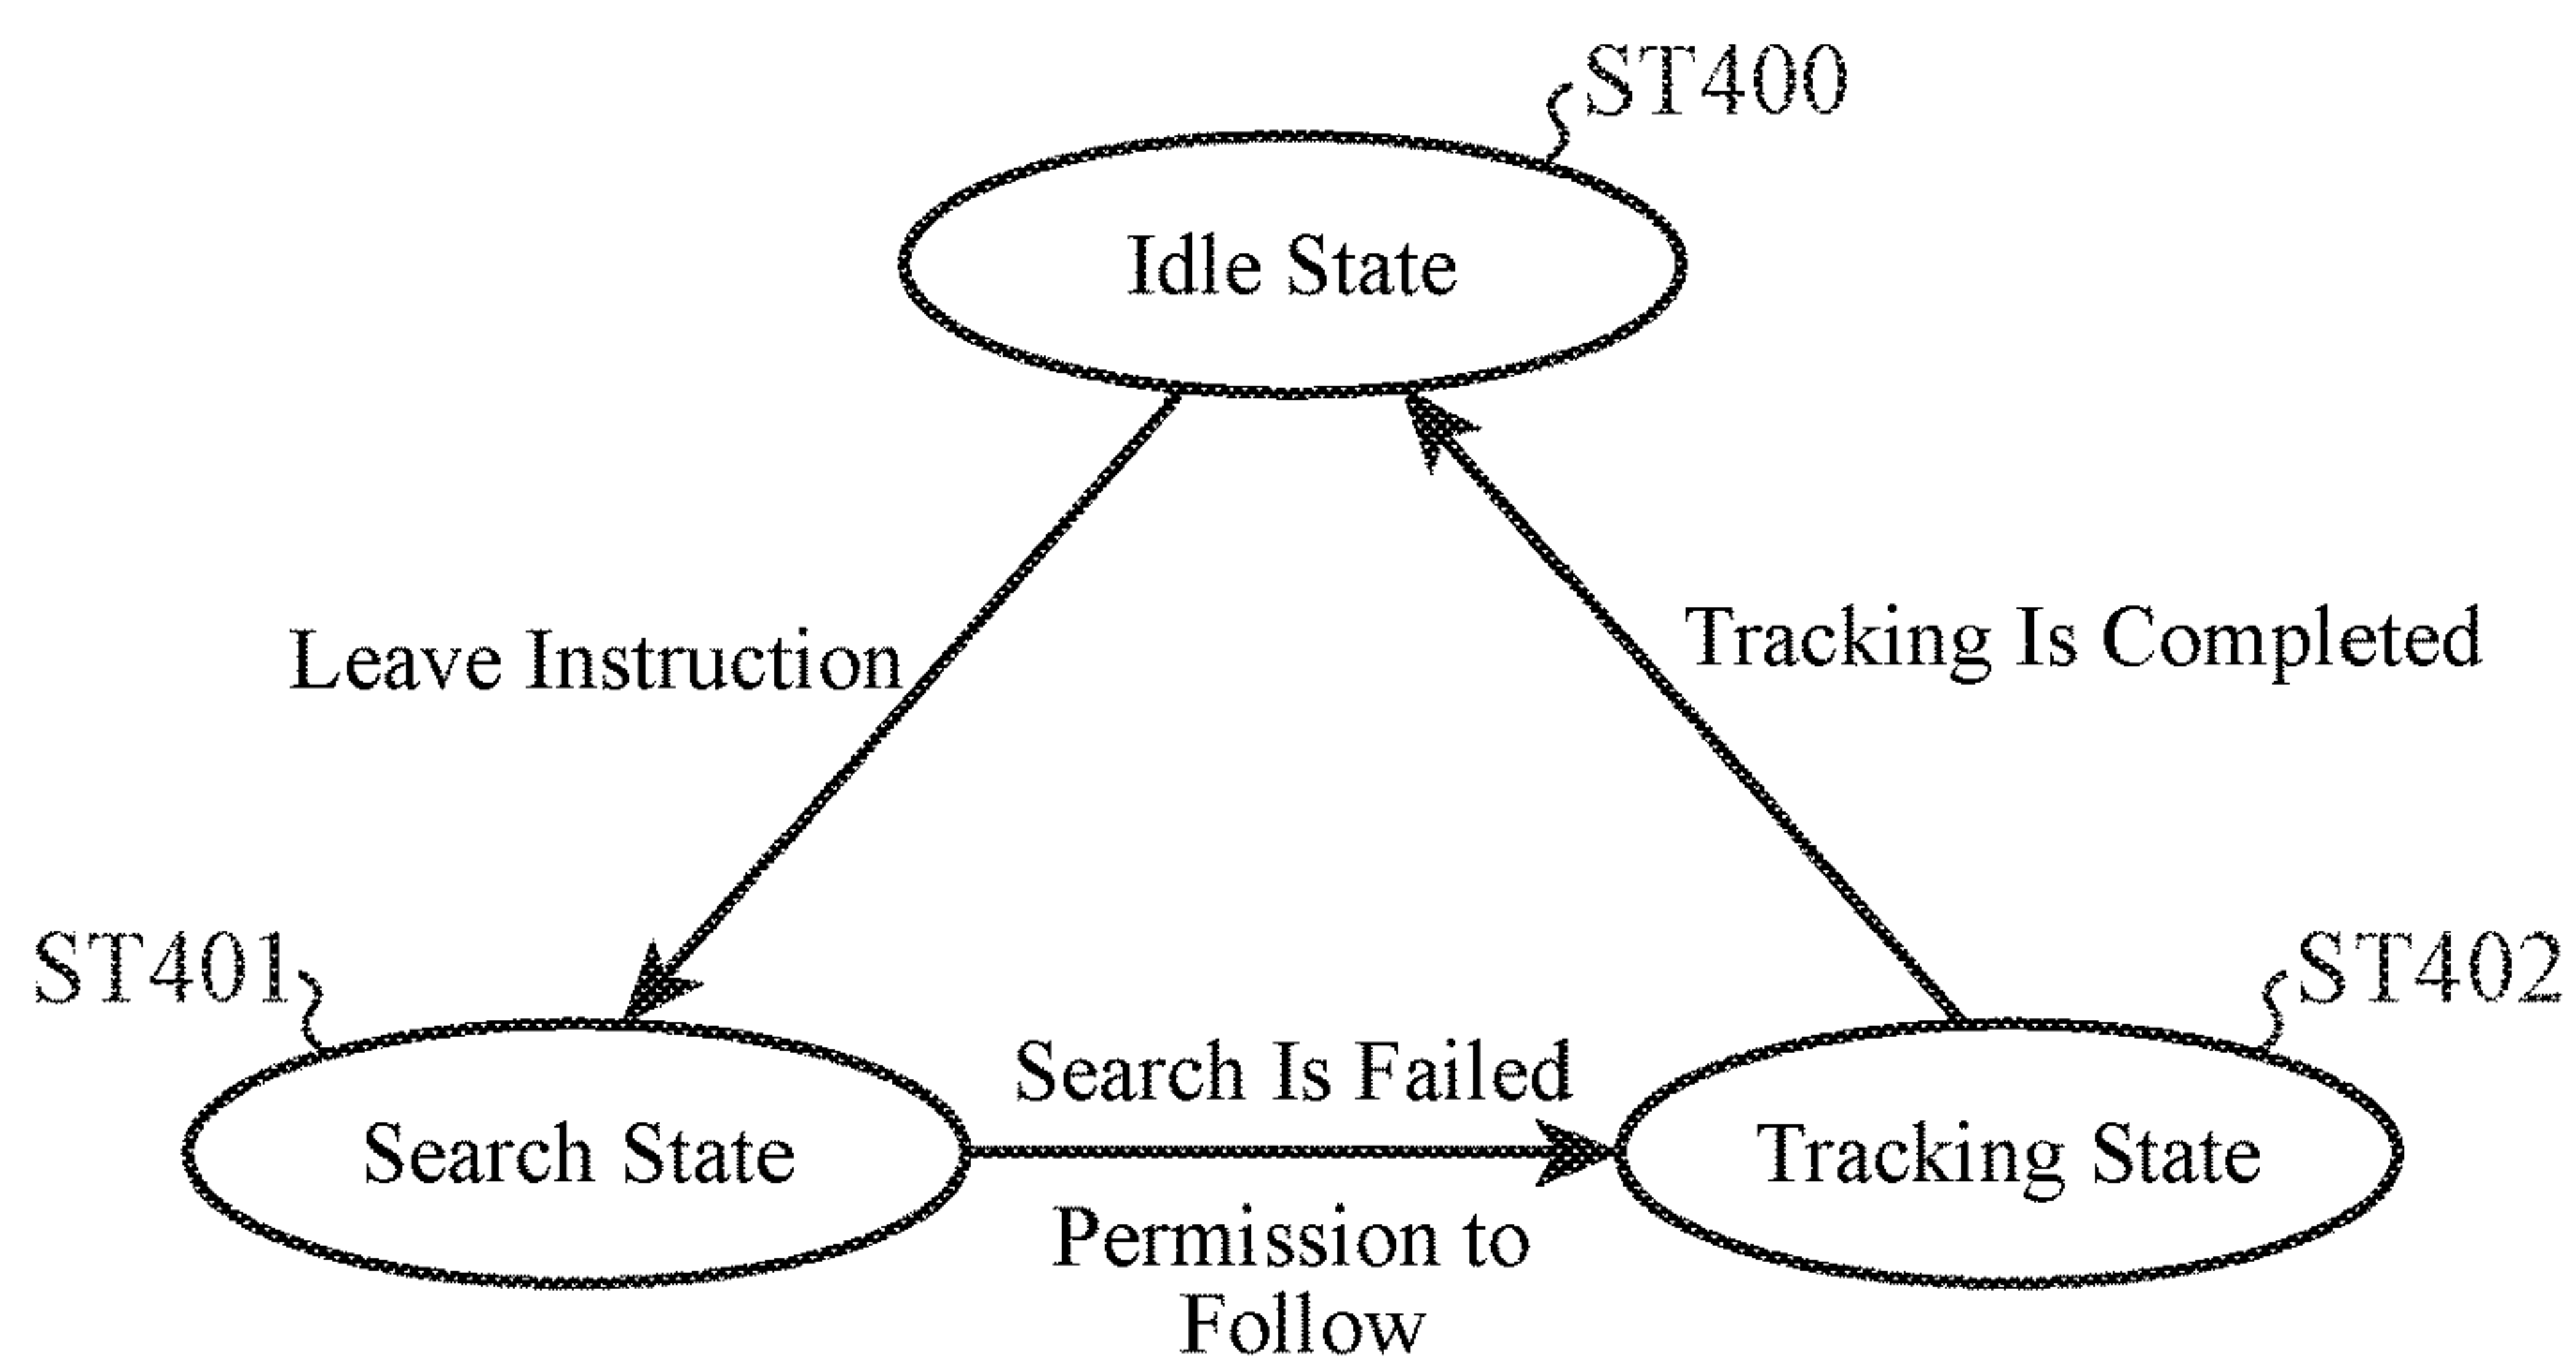 ST400
Idle State
Leave Instruction
Tracking Is Completed
ST401
ST402
Search Is Failed
Search State
Tracking State
Permission to
Follow